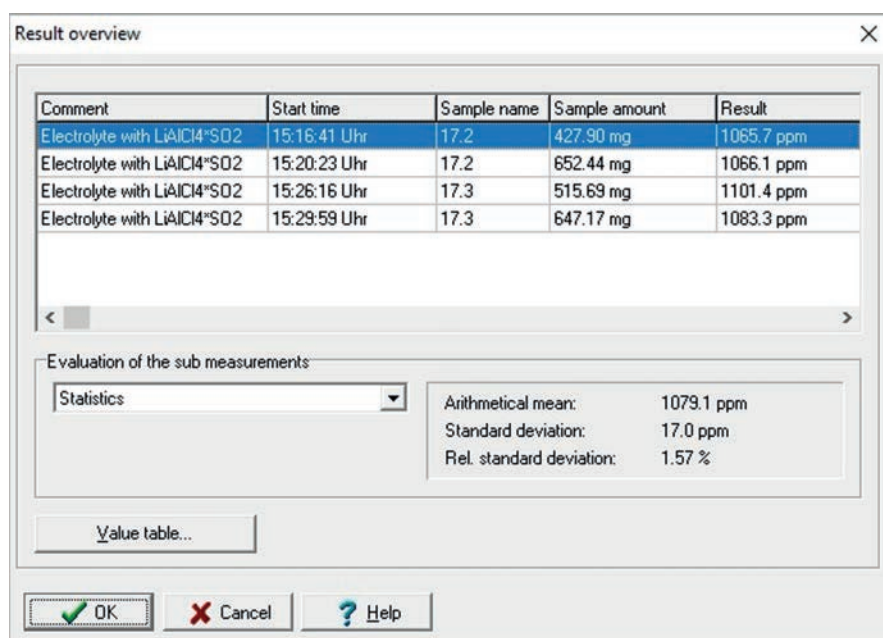 Result overview
Comment Start time Sample name Sample amount Result
Electrolyte with LiAlCl4*SO2 15:16:41 Uhr 17.2 427.90 mg 1065.7 ppm
Electrolyte with LiAlCl4*SO2 15:20:23 Uhr 17.2 652.44 mg 1066.1 ppm
Electrolyte with LiAlCl4*SO2 15:26:16 Uhr 17.3 515.69 mg 1101.4 ppm
Electrolyte with LiAlCl4*SO2 15:29:59 Uhr 17.3 647.17 mg 1083.3 ppm
Evaluation of the sub measurements
Statistics
Arithmetical mean: 1079.1 ppm
Standard deviation: 17.0 ppm
Rel. standard deviation: 1.57 %
Value table...
OK Cancel ? Help